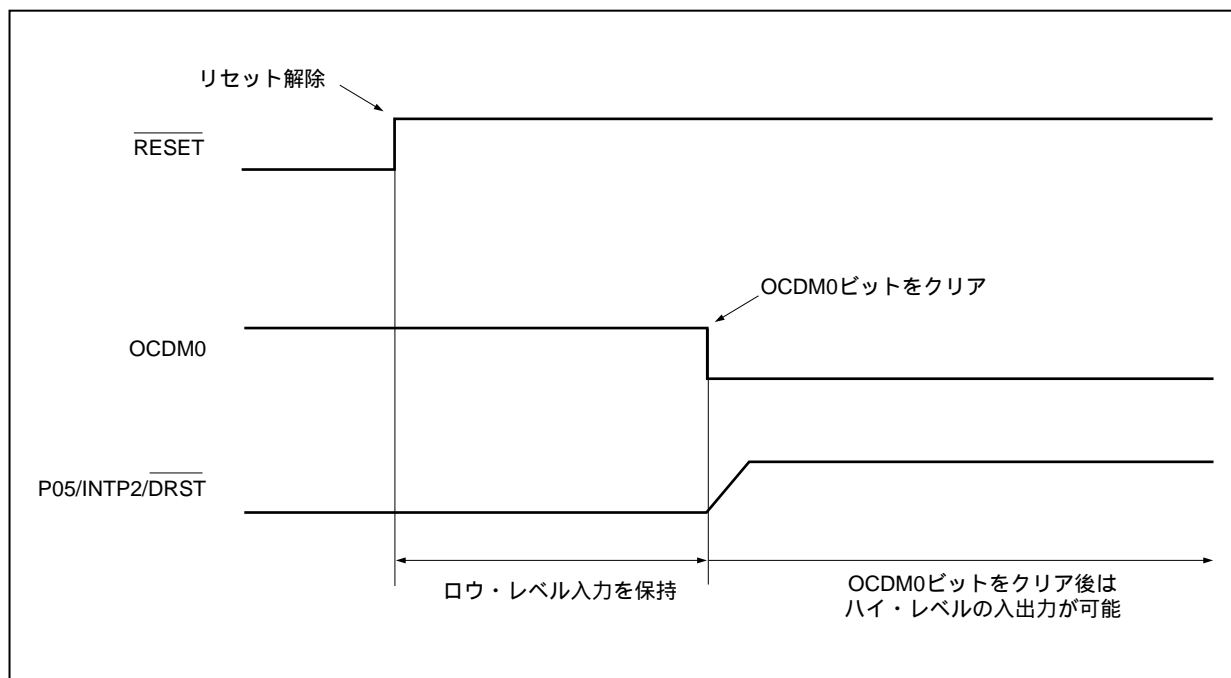 リセット解除
RESET
OCDM0ビットをクリア
OCDM0
P05/INTP2/DRST
ロウ・レベル入力を保持
OCDM0ビットをクリア後は
ハイ・レベルの入出力が可能